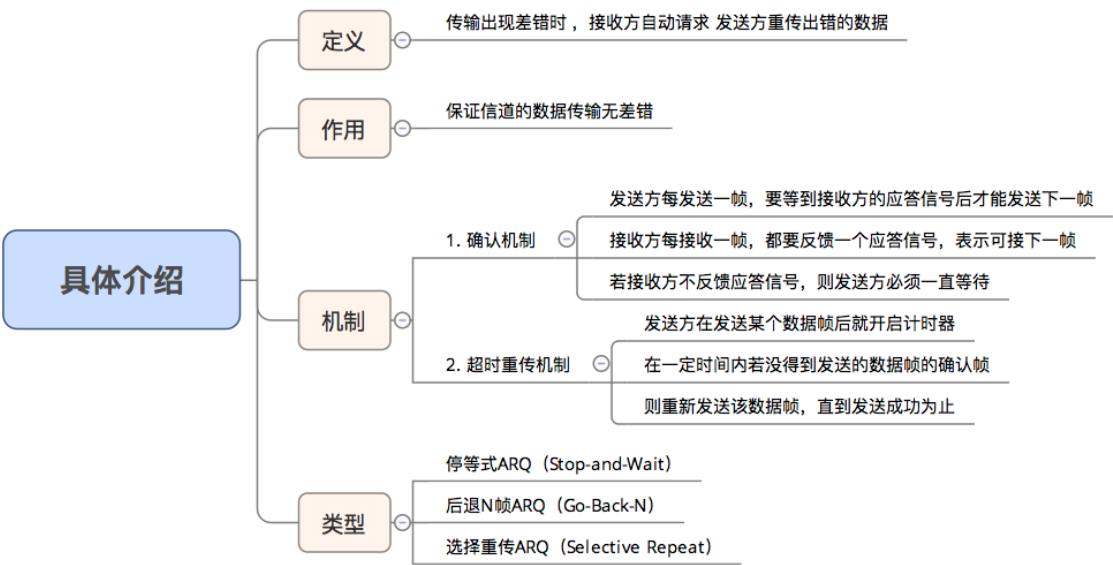 具体介绍
定义
传输出现差错时 ，接收方自动请求 发送方重传出错的数据
作用
保证信道的数据传输无差错
机制
1. 确认机制
发送方每发送一帧，要等到接收方的应答信号后才能发送下一帧
接收方每接收一帧，都要反馈一个应答信号，表示可接下一帧
若接收方不反馈应答信号，则发送方必须一直等待
2. 超时重传机制
发送方在发送某个数据帧后就开启计时器
在一定时间内若没得到发送的数据帧的确认帧
则重新发送该数据帧，直到发送成功为止
类型
停等式ARQ（Stop-and-Wait）
后退N帧ARQ（Go-Back-N）
选择重传ARQ（Selective Repeat）